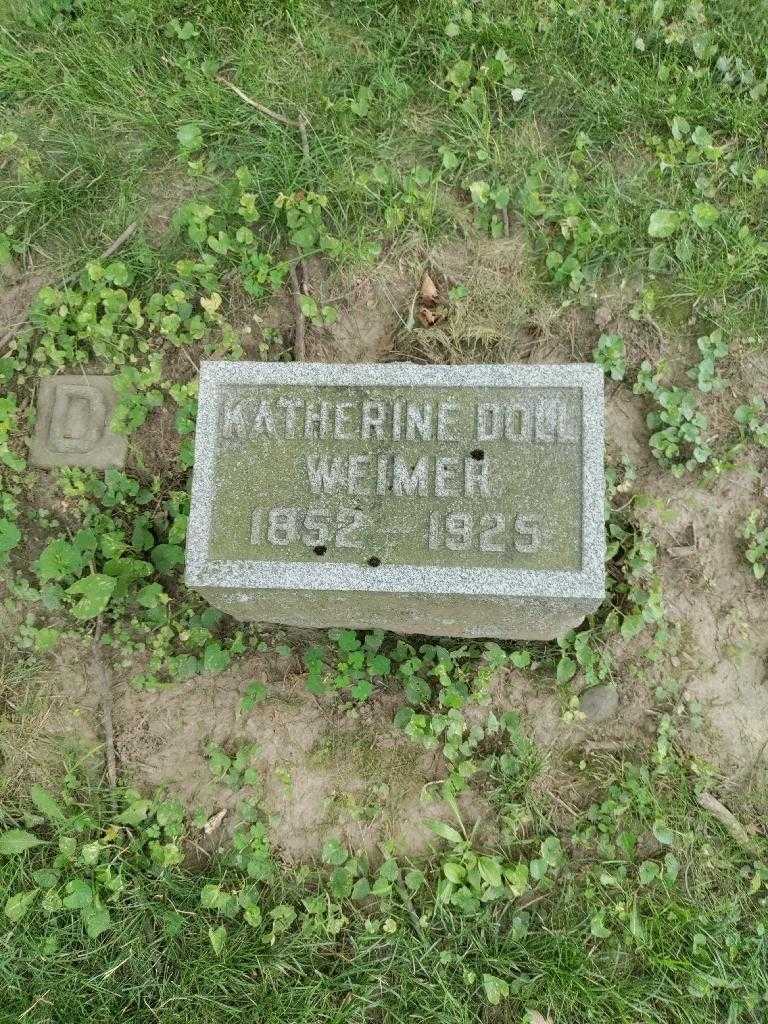 D
KATHERINE DOLL
WEIMER
1852 - 1925